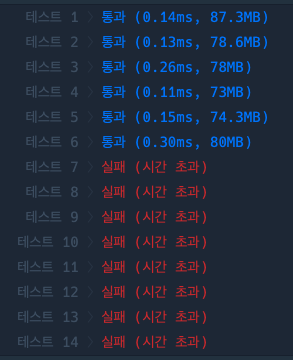 테스트 1 〉 통과 (0.14ms, 87.3MB)
테스트 2 〉 통과 (0.13ms, 78.6MB)
테스트 3 〉 통과 (0.26ms, 78MB)
테스트 4 〉 통과 (0.11ms, 73MB)
테스트 5 〉 통과 (0.15ms, 74.3MB)
테스트 6 〉 통과 (0.30ms, 80MB)
테스트 7 〉 실패 (시간 초과)
테스트 8 〉 실패 (시간 초과)
테스트 9 〉 실패 (시간 초과)
테스트 10 〉 실패 (시간 초과)
테스트 11 〉 실패 (시간 초과)
테스트 12 〉 실패 (시간 초과)
테스트 13 〉 실패 (시간 초과)
테스트 14 〉 실패 (시간 초과)